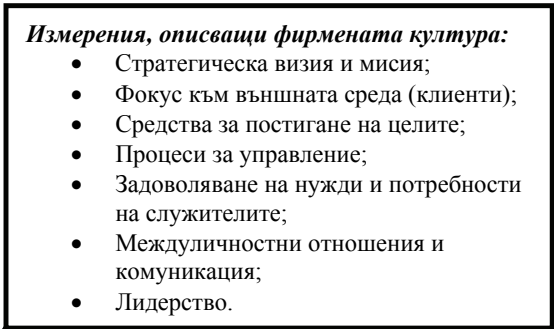 Измерения, описващи фирмената култура:
• Стратегическа визия и мисия;
• Фокус към външната среда (клиенти);
• Средства за постигане на целите;
• Процеси за управление;
• Задоволяване на нужди и потребности
на служителите;
• Междуличностни отношения и
комуникация;
• Лидерство.